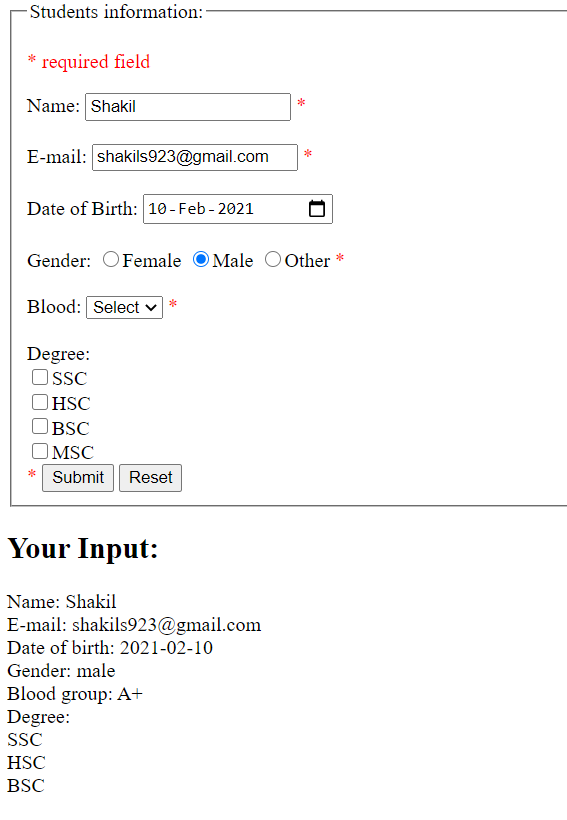 Students information:
* required field
Name: Shakil *
E-mail: shakils923@gmail.com *
Date of Birth: 10-Feb-2021
Gender: Female Male Other *
Blood: Select *
Degree:
SSC
HSC
BSC
MSC
* Submit Reset
Your Input:
Name: Shakil
E-mail: shakils923@gmail.com
Date of birth: 2021-02-10
Gender: male
Blood group: A+
Degree:
SSC
HSC
BSC